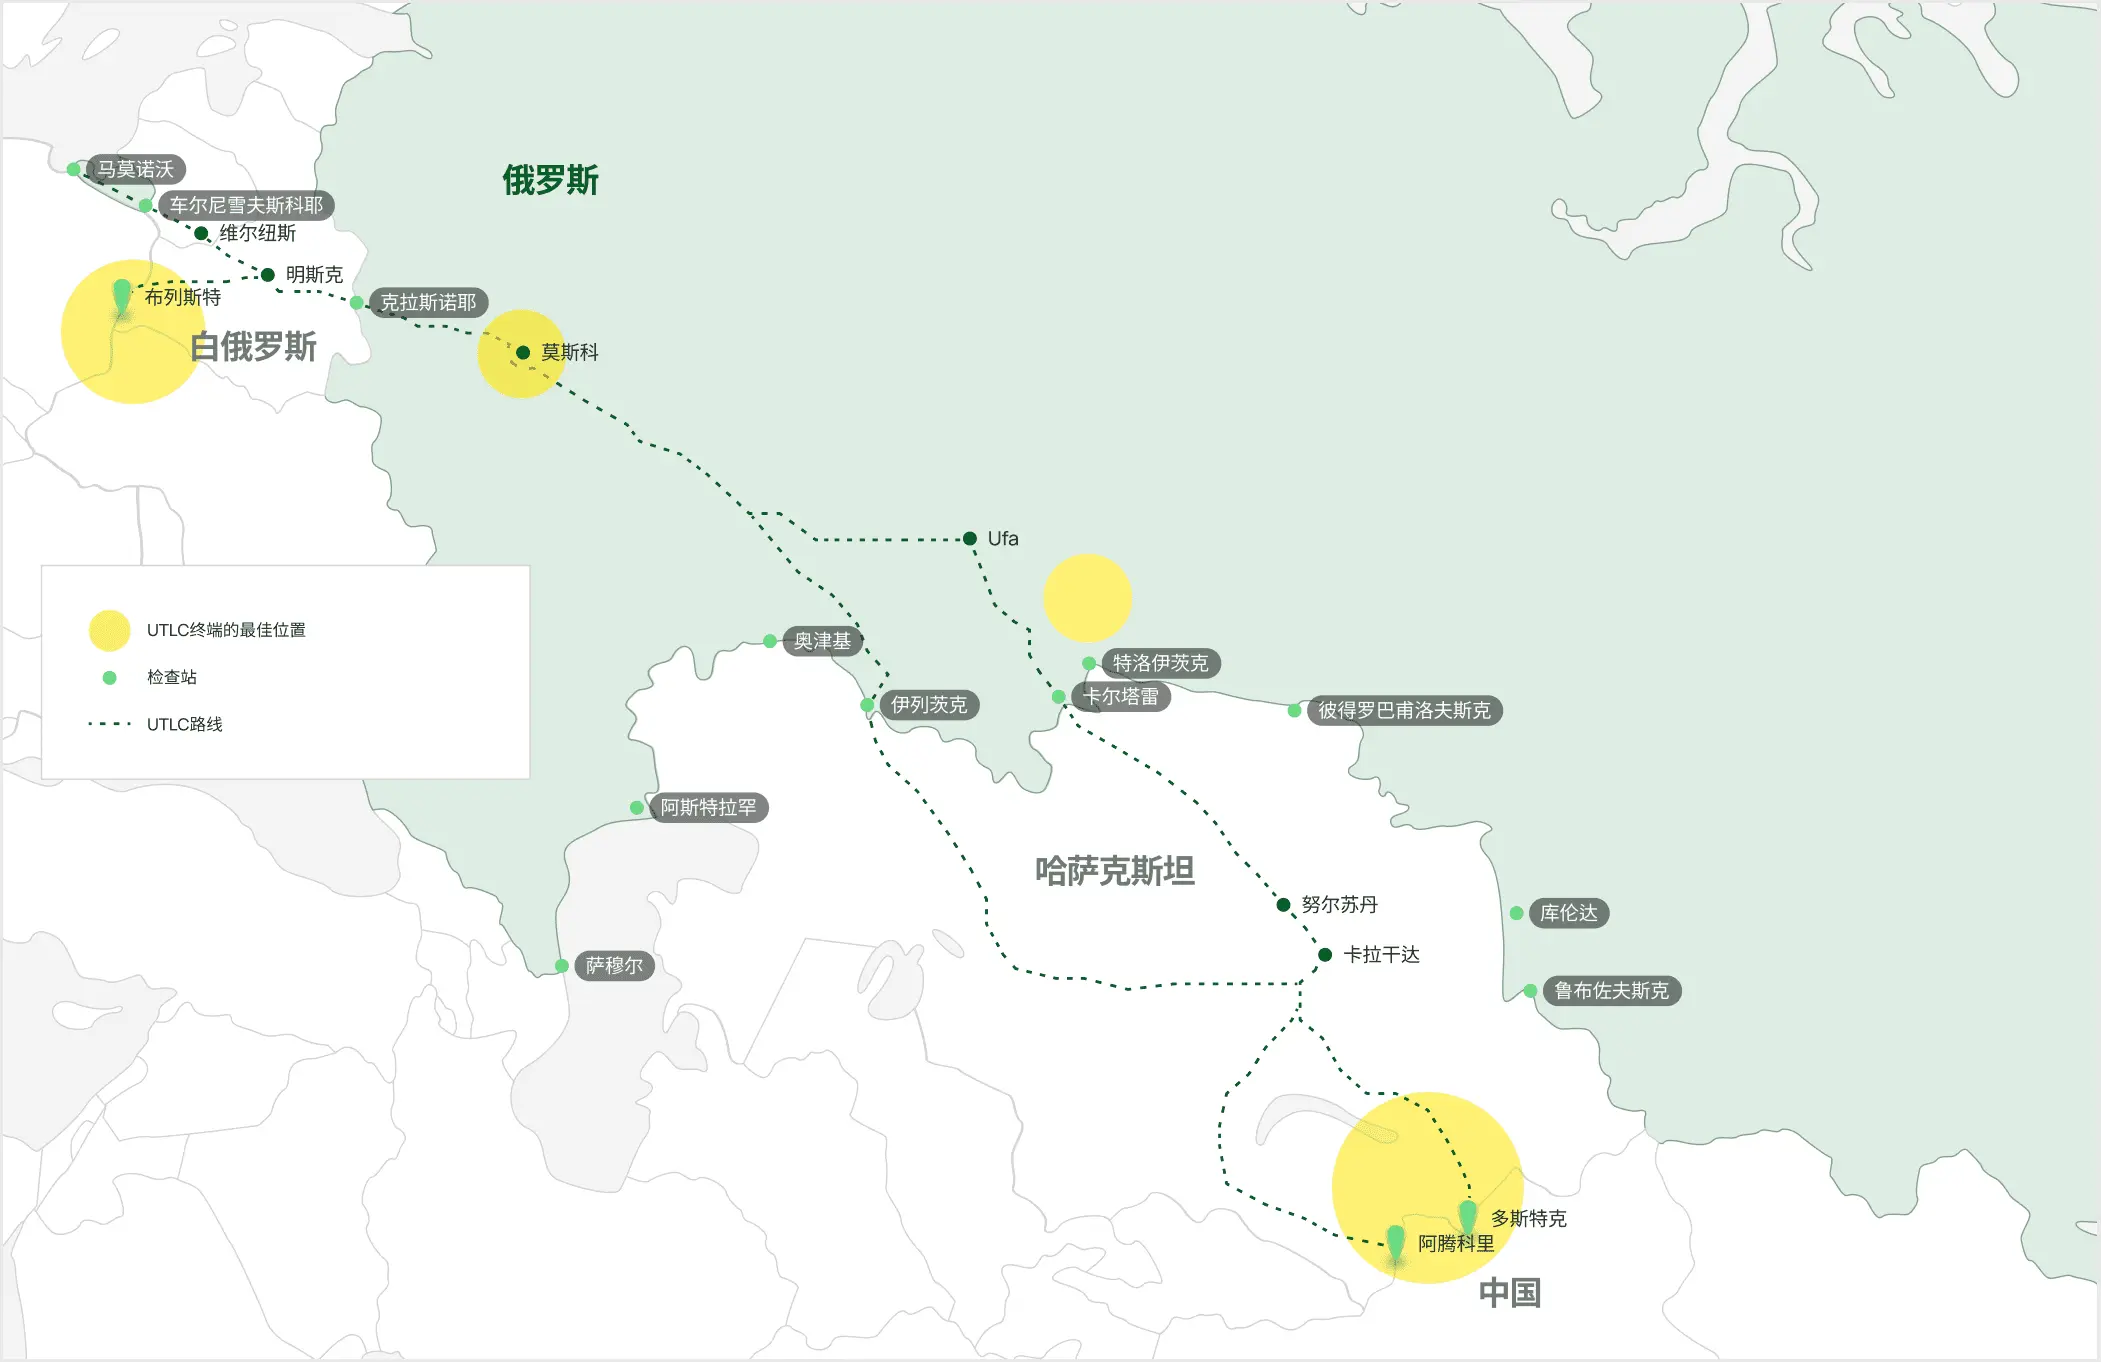 马莫诺沃
俄罗斯
车尔尼雪夫斯科耶
维尔纽斯
明斯克
布列斯特
克拉斯诺耶
白俄罗斯
莫斯科
Ufa
UTLC终端的最佳位置
检查站
UTLC路线
奥津基
特洛伊茨克
卡尔塔雷
伊列茨克
彼得罗巴甫洛夫斯克
阿斯特拉罕
哈萨克斯坦
努尔苏丹
库伦达
卡拉干达
萨穆尔
鲁布佐夫斯克
多斯特克
阿腾科里
中国